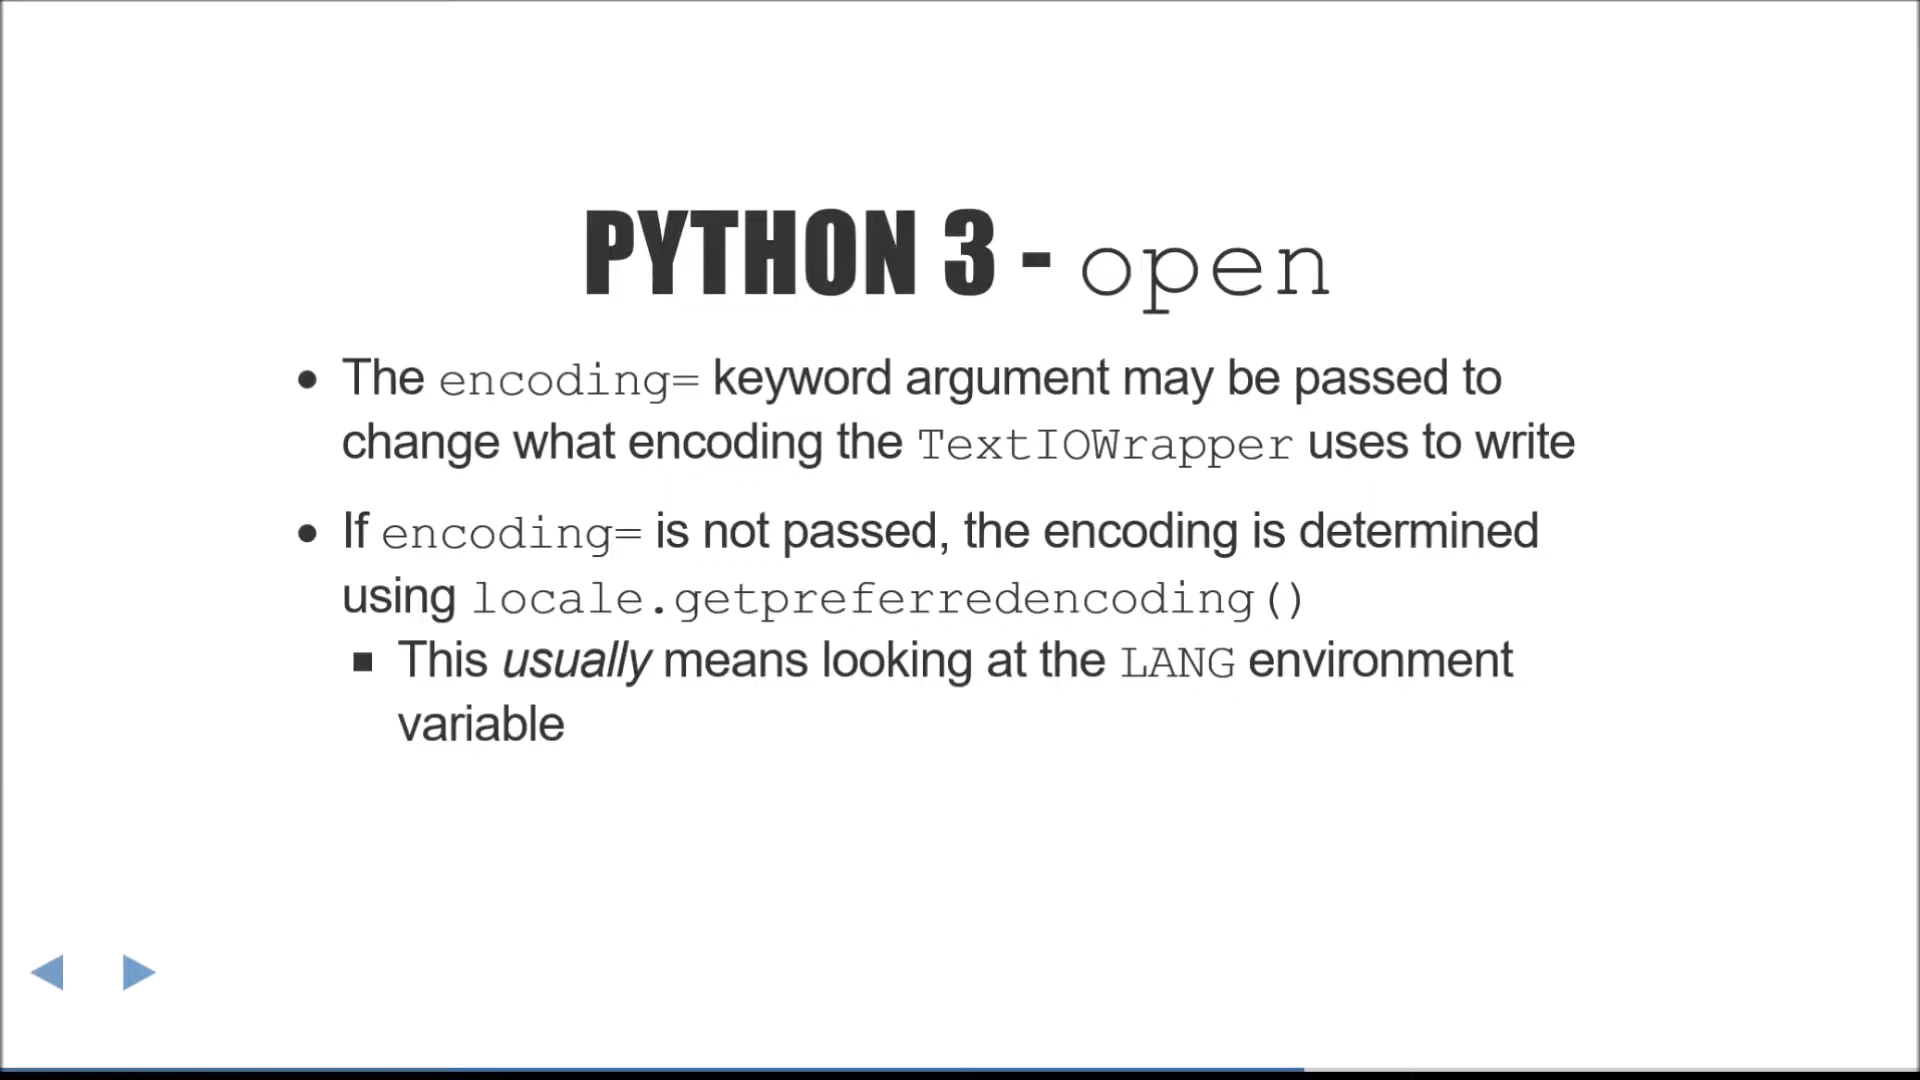 PYTHON 3 - open
• The encoding= keyword argument may be passed to
change what encoding the TextIOWrapper uses to write
• If encoding= is not passed, the encoding is determined
using locale.getpreferredencoding()
▪ This usually means looking at the LANG environment
variable